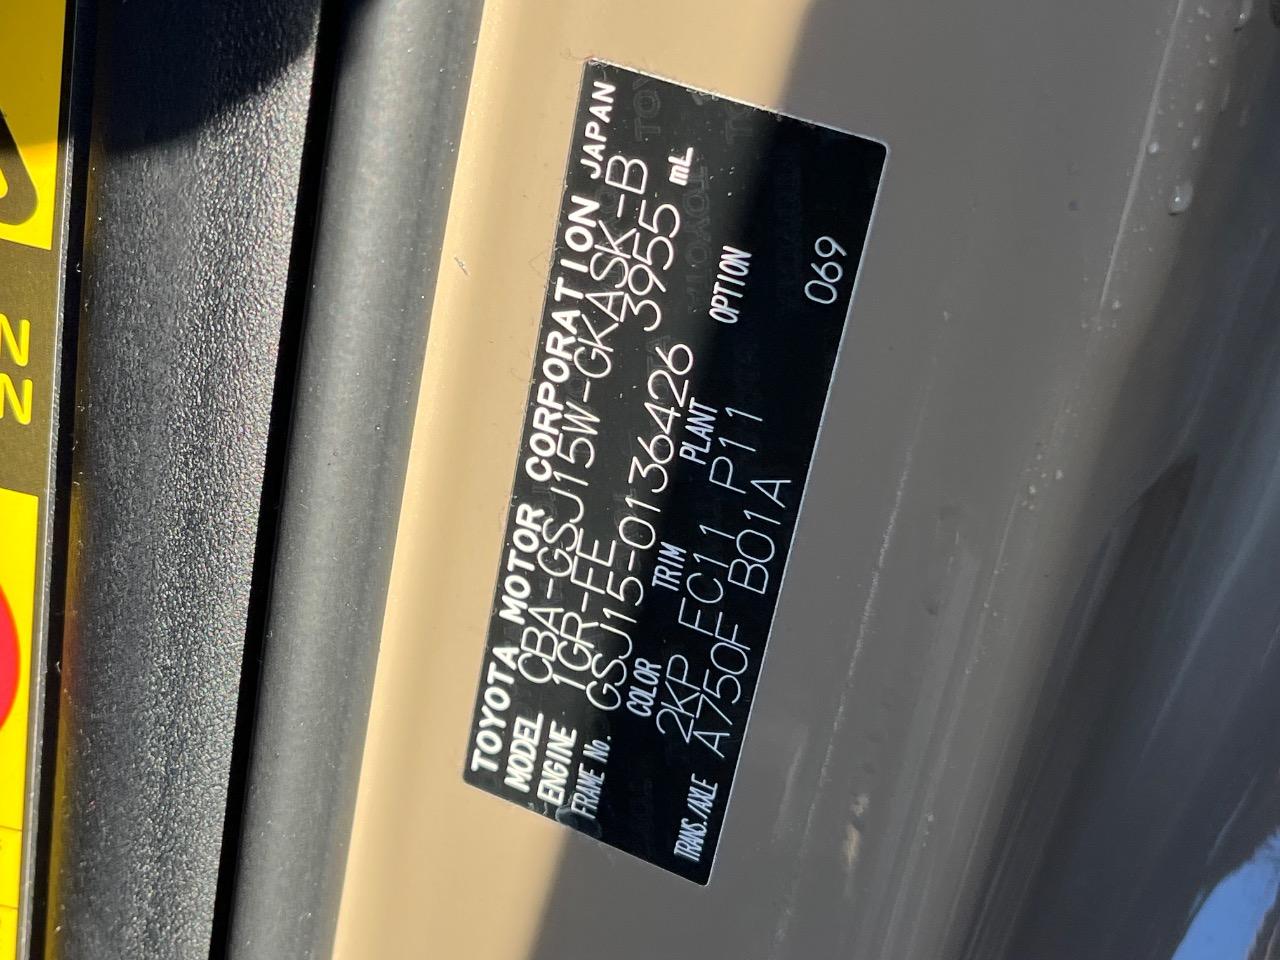 TOYOTA MOTOR CORPORATION JAPAN
MODEL CBA-GSJ15W-GKASK-B
ENGINE 1GR-FE 3955 mL
FRAME No. GSJ15-0136426
COLOR TRIM PLANT OPTION
2KP FC11 P11
TRANS./AXLE A750F B01A 069